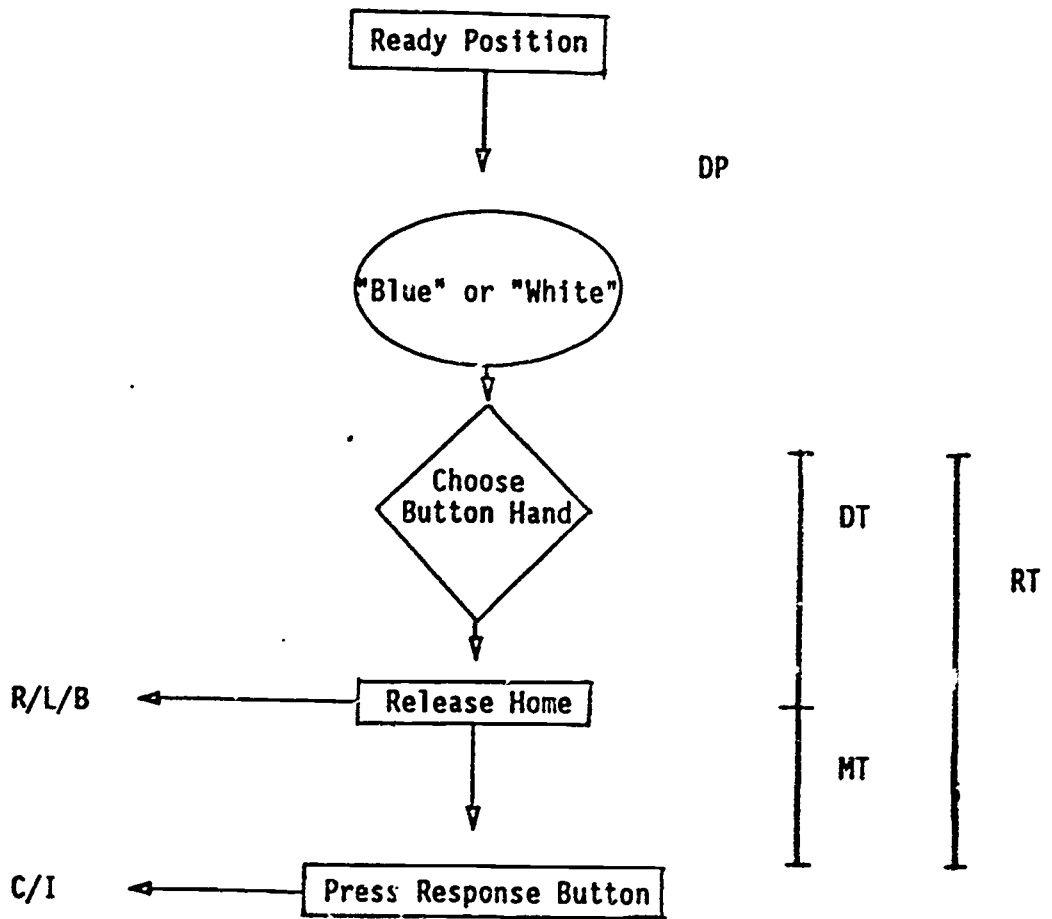 Ready Position
DP
"Blue" or "White"
Choose
Button Hand
DT
RT
R/L/B
Release Home
MT
C/I
Press Response Button